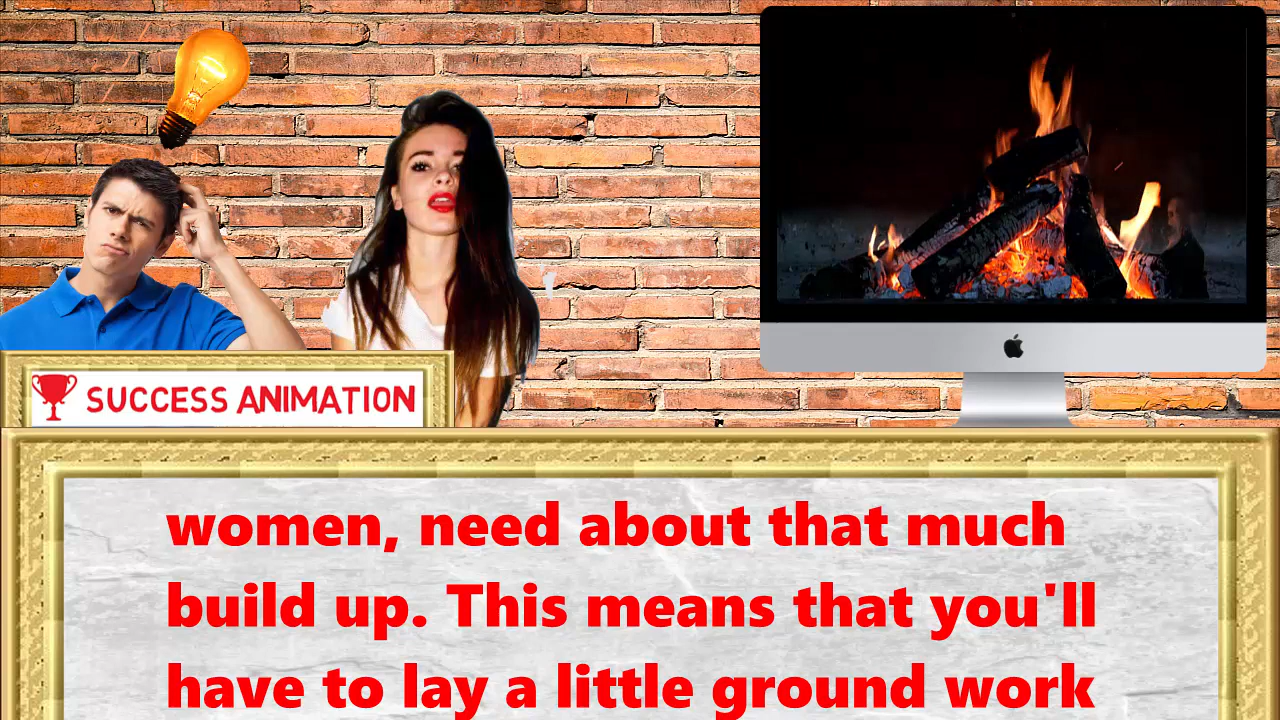 SUCCESS ANIMATION
women, need about that much
build up. This means that you'll
have to lay a little ground work